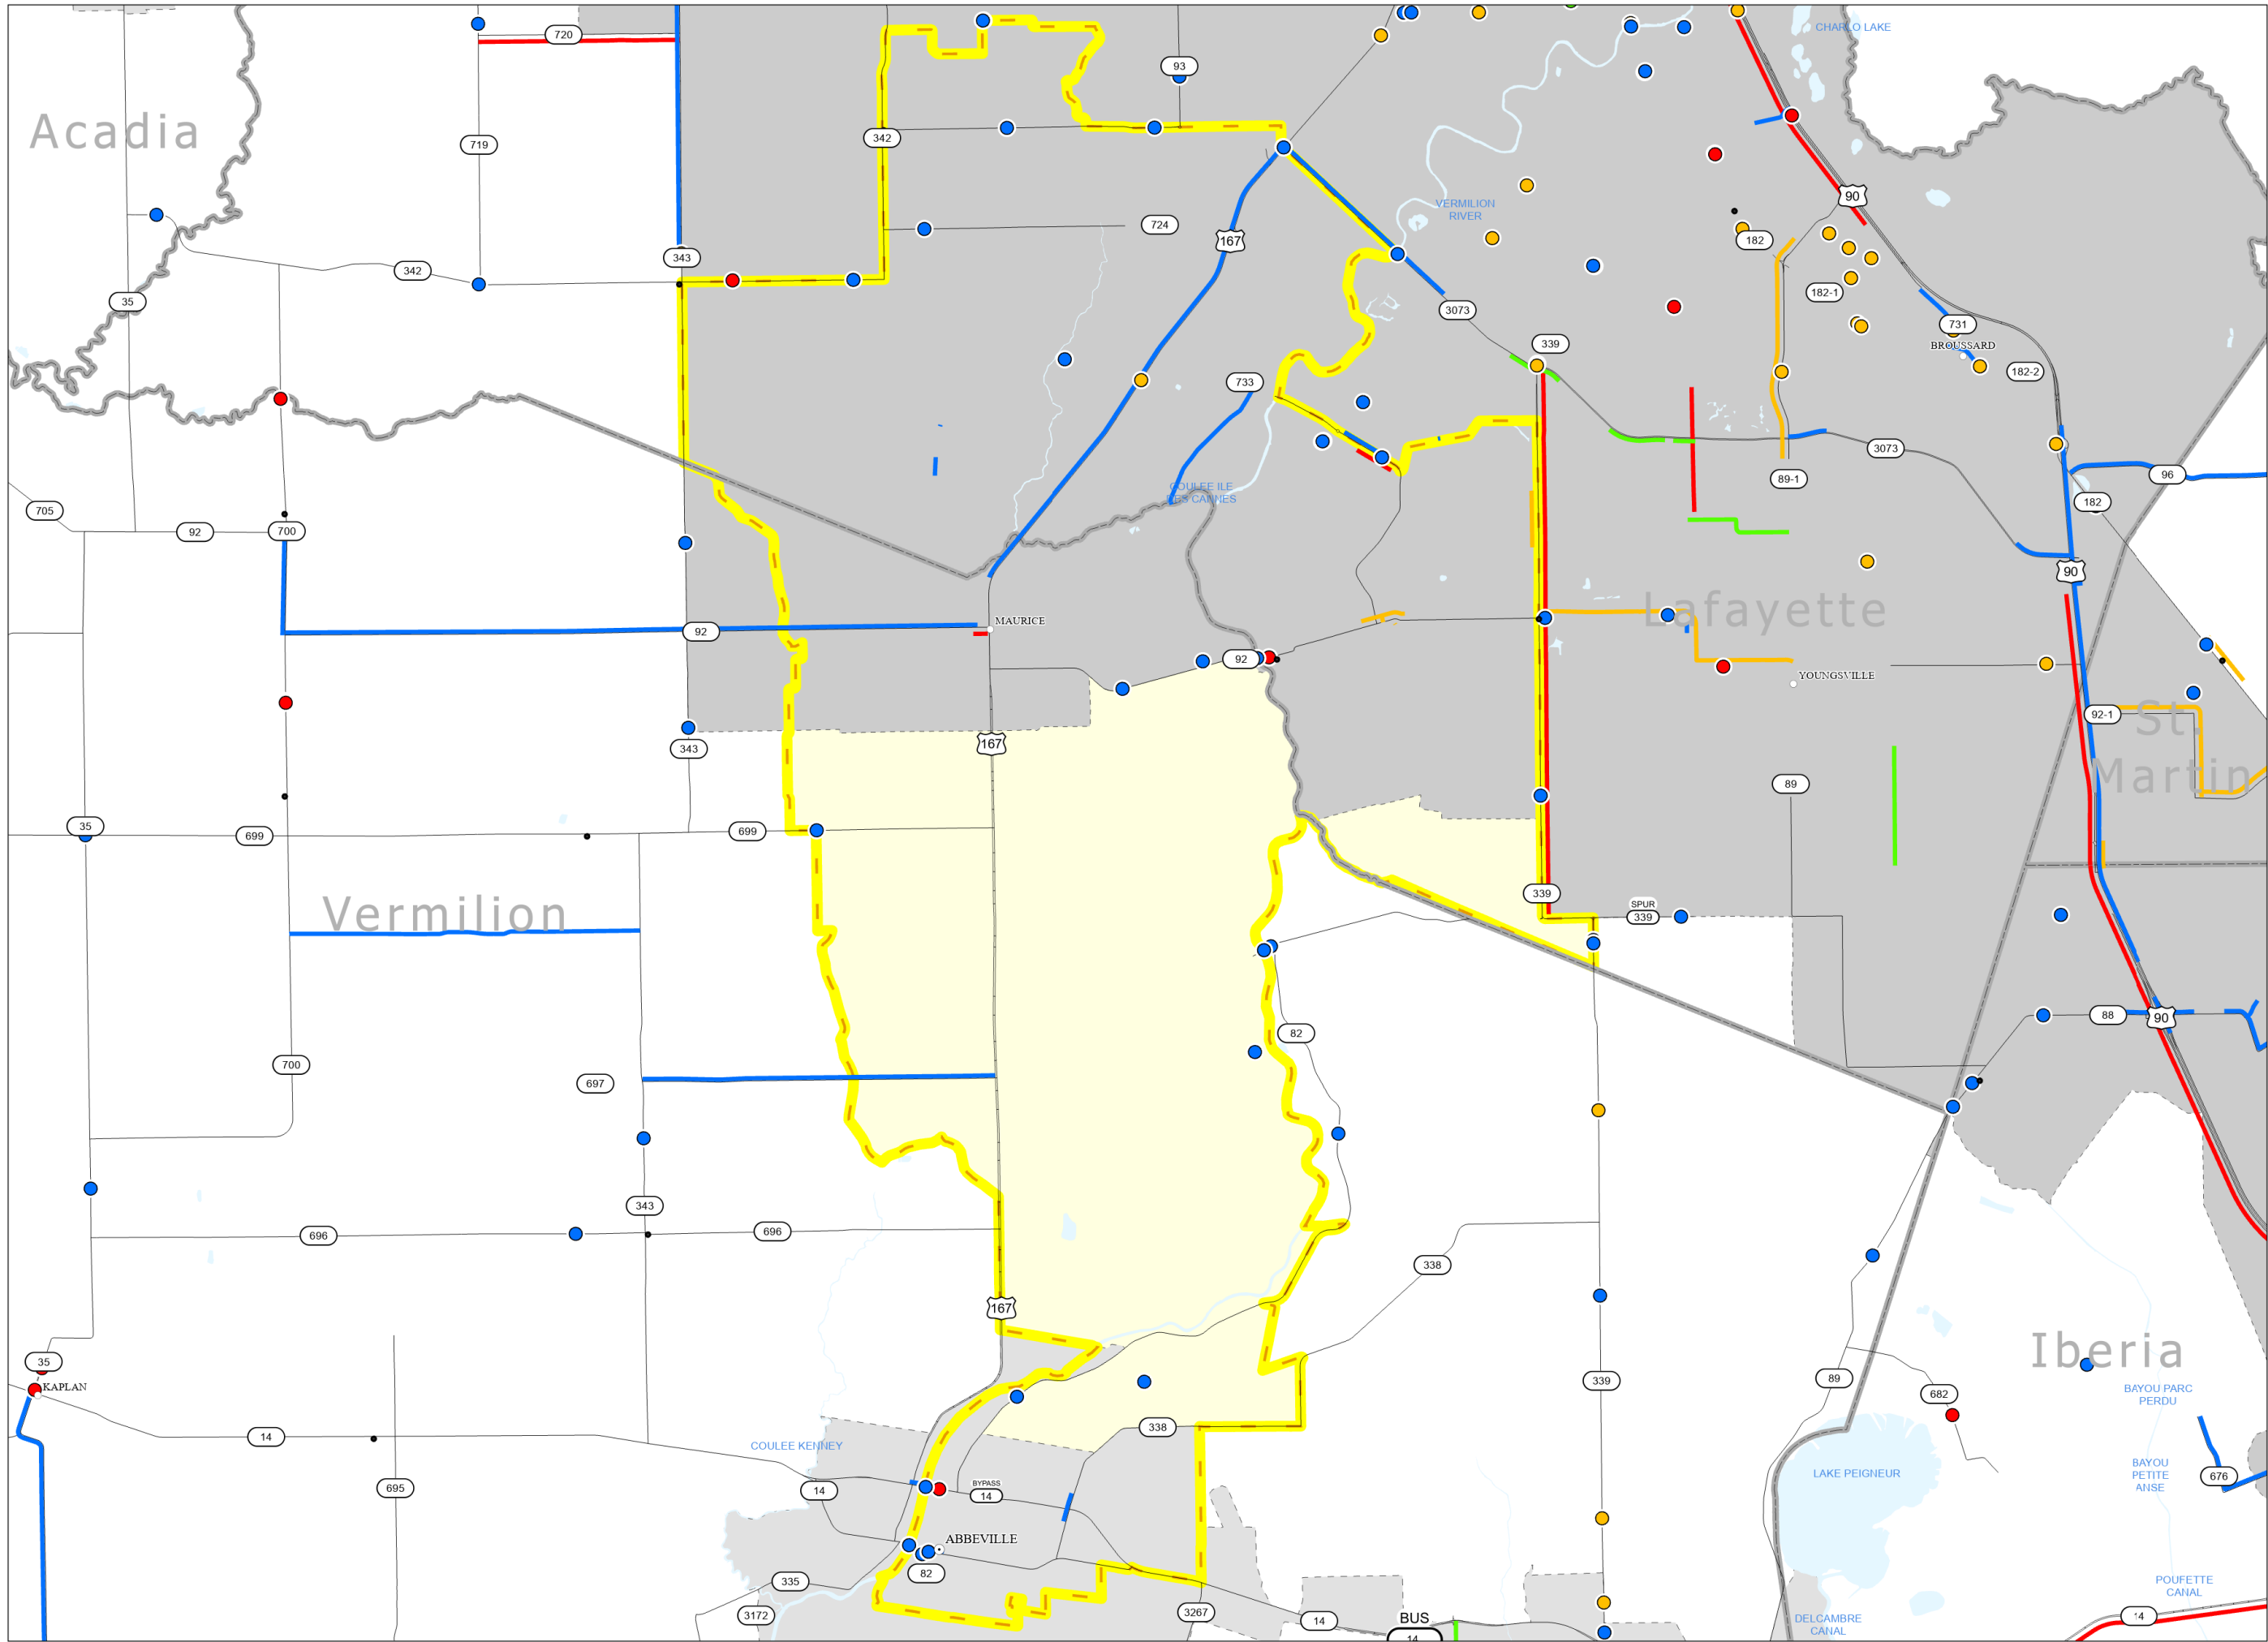 CHARLO LAKE
720
93
Acadia
342
719
90
VERMILION
RIVER
724
182
167
343
342
182-1
35
3073
731
339
BROUSSARD
182-2
733
3073
96
89-1
GOULEE ILE
DES CANNES
182
705
92
700
90
Lafayette
MAURICE
92
92
YOUNGSVILLE
92-1
St.
167
343
Martin
89
35
699
699
339
SPUR
339
Vermilion
88
90
82
700
697
343
696
696
338
167
Iberia
35
KAPLAN
339
89
BAYOU PARC
PERDU
682
338
14
COULEE KENNEY
LAKE PEIGNEUR
BAYOU
PETITE
ANSE
676
695
14
BYPASS
14
ABBEVILLE
82
335
POUFETTE
CANAL
3172
3267
14
BUS
14
DELCAMBRE
CANAL
14